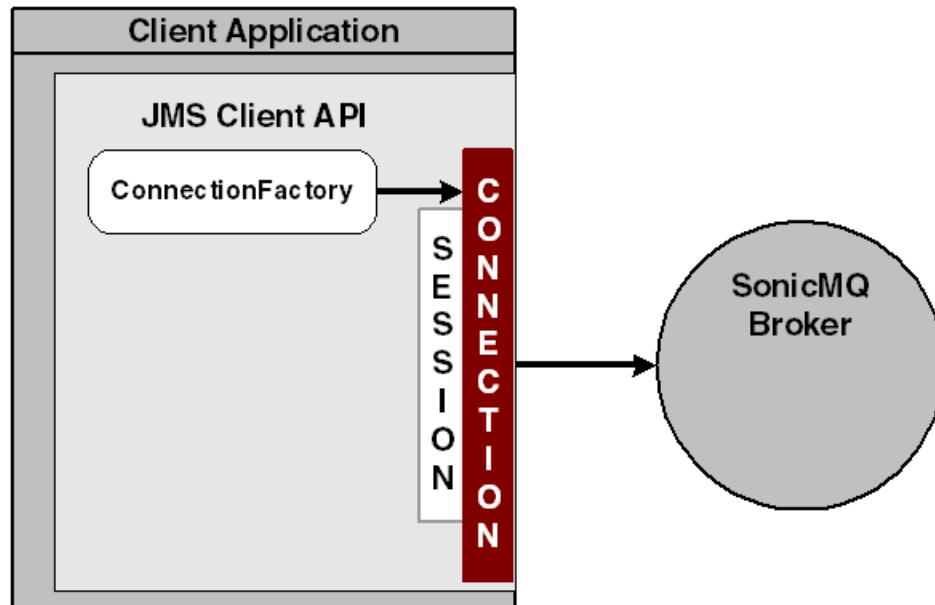 Client Application
JMS Client API
ConnectionFactory
SESSION
CONNECTION
SonicMQ
Broker